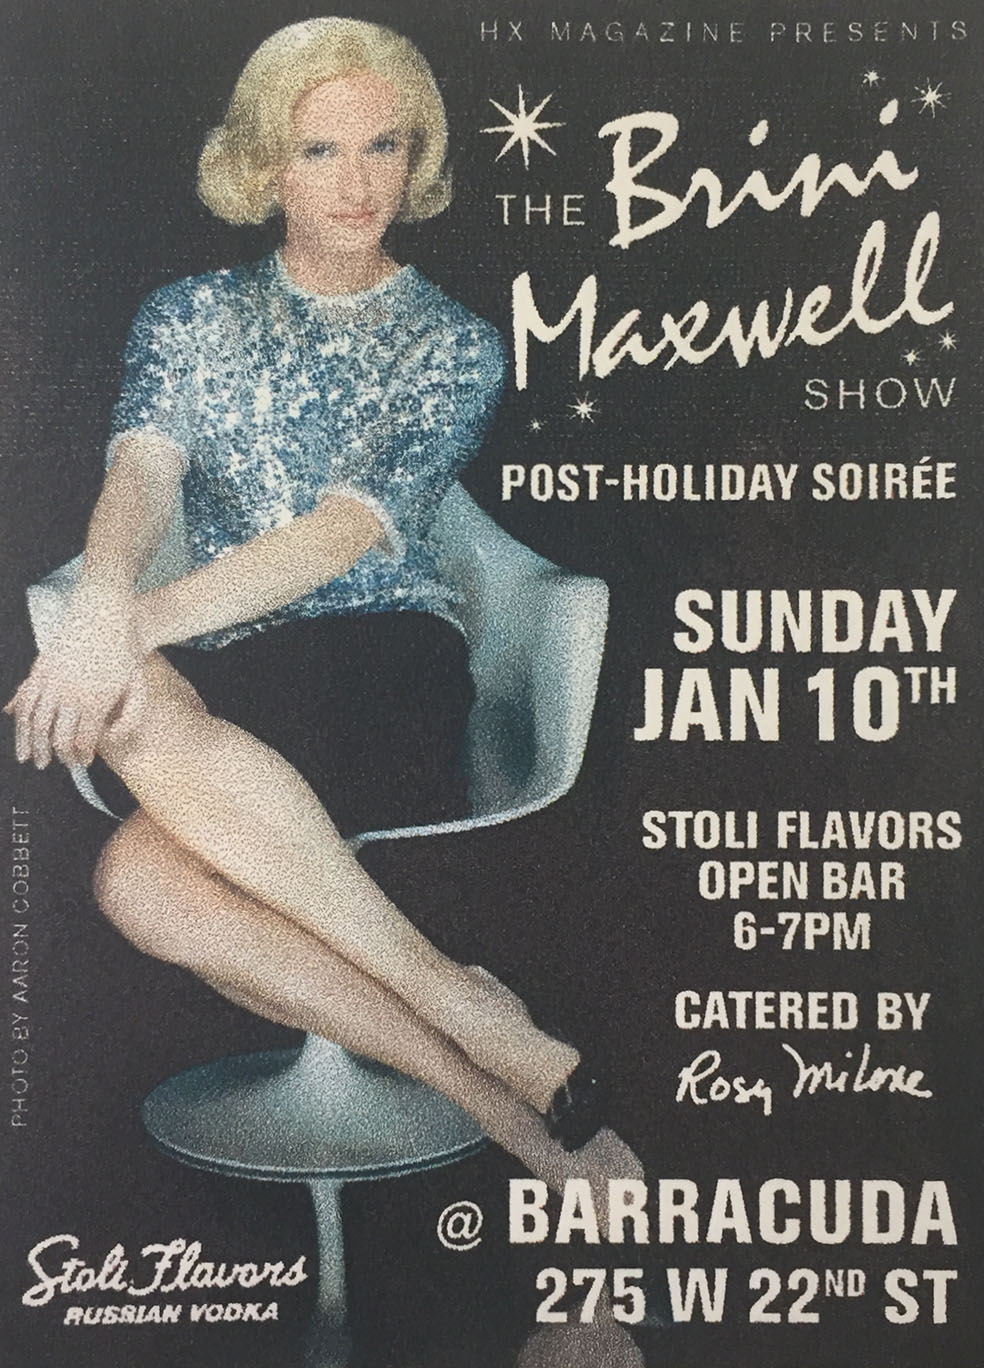 HX MAGAZINE PRESENTS
THE Brini
Maxwell
SHOW
POST-HOLIDAY SOIRÉE
SUNDAY
JAN 10TH
STOLI FLAVORS
OPEN BAR
6-7PM
CATERED BY
Rosy Milone
@ BARRACUDA
275 W 22ND ST
PHOTO BY AARON COBBETT
Stoli Flavors
RUSSIAN VODKA